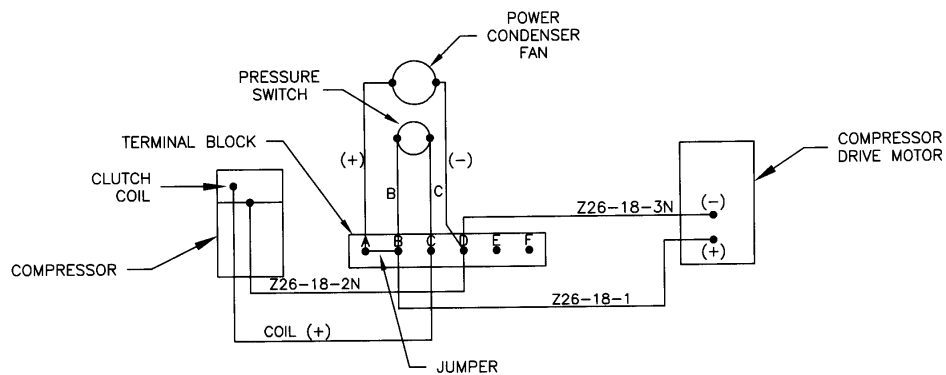 POWER
CONDENSER
FAN
PRESSURE
SWITCH
TERMINAL BLOCK
(+)
(-)
COMPRESSOR
DRIVE MOTOR
CLUTCH
COIL
B
C
Z26-18-3N
(-)
A B C D E F
(+)
COMPRESSOR
Z26-18-2N
Z26-18-1
COIL (+)
JUMPER